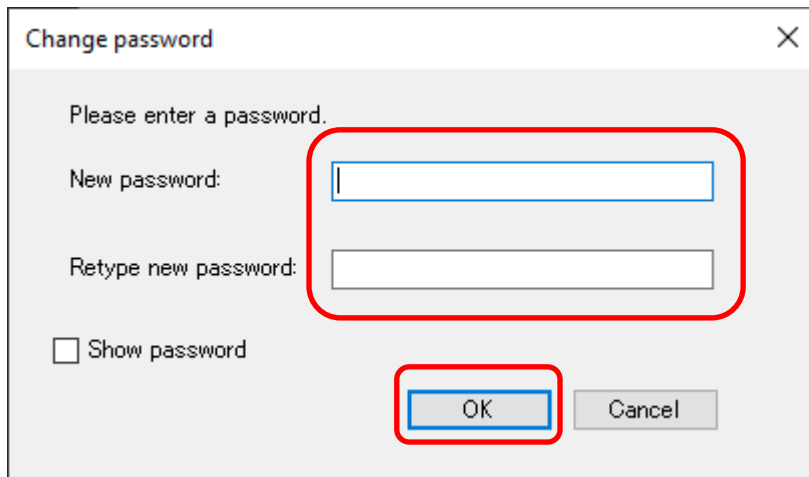 Change password
Please enter a password.
New password:
Retype new password:
Show password
OK Cancel